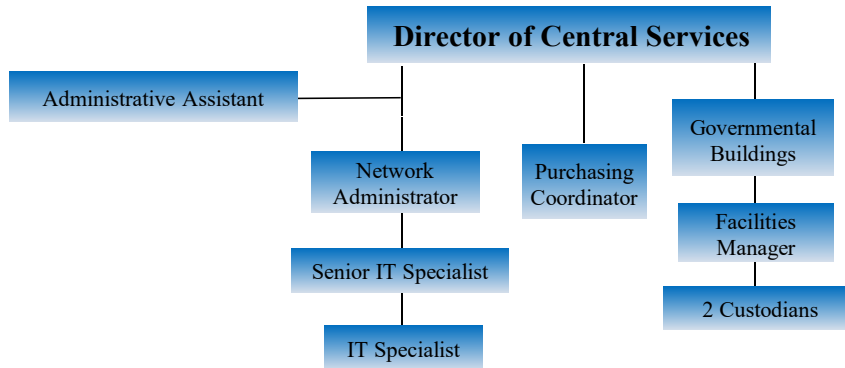 Director of Central Services
Administrative Assistant
Governmental
Buildings
Network
Administrator
Purchasing
Coordinator
Facilities
Manager
Senior IT Specialist
2 Custodians
IT Specialist